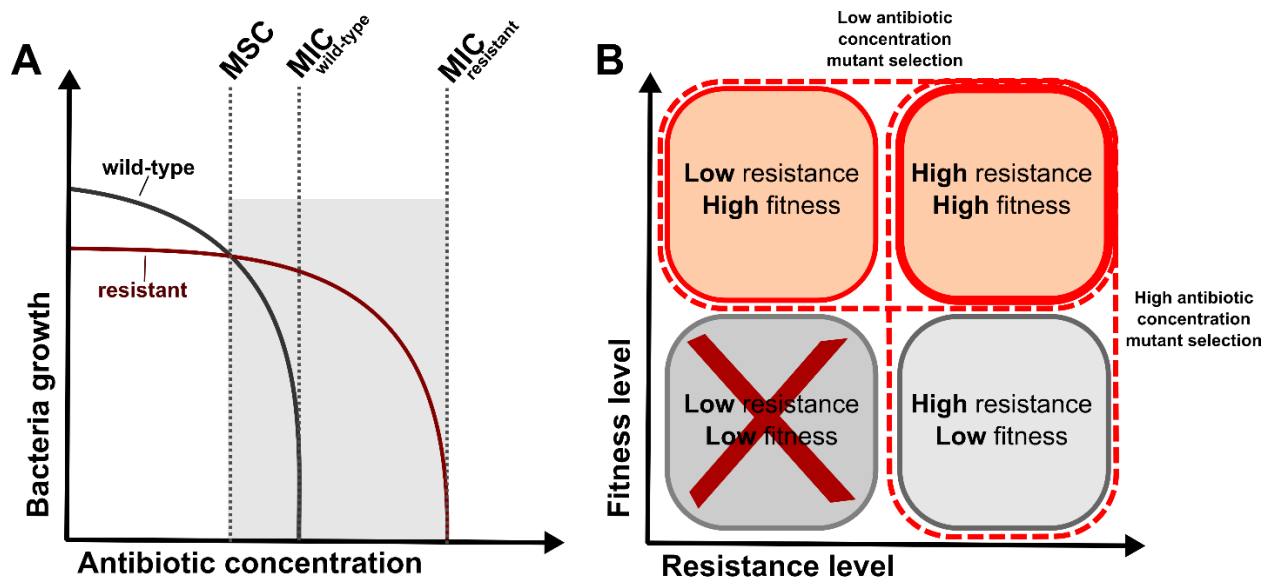 A
MSC
MIC
wild-type
MIC
resistant
wild-type
resistant
Bacteria growth
Antibiotic concentration
B
Low antibiotic
concentration
mutant selection
Low resistance
High fitness
High resistance
High fitness
High antibiotic
concentration
mutant selection
Low resistance
Low fitness
High resistance
Low fitness
Fitness level
Resistance level